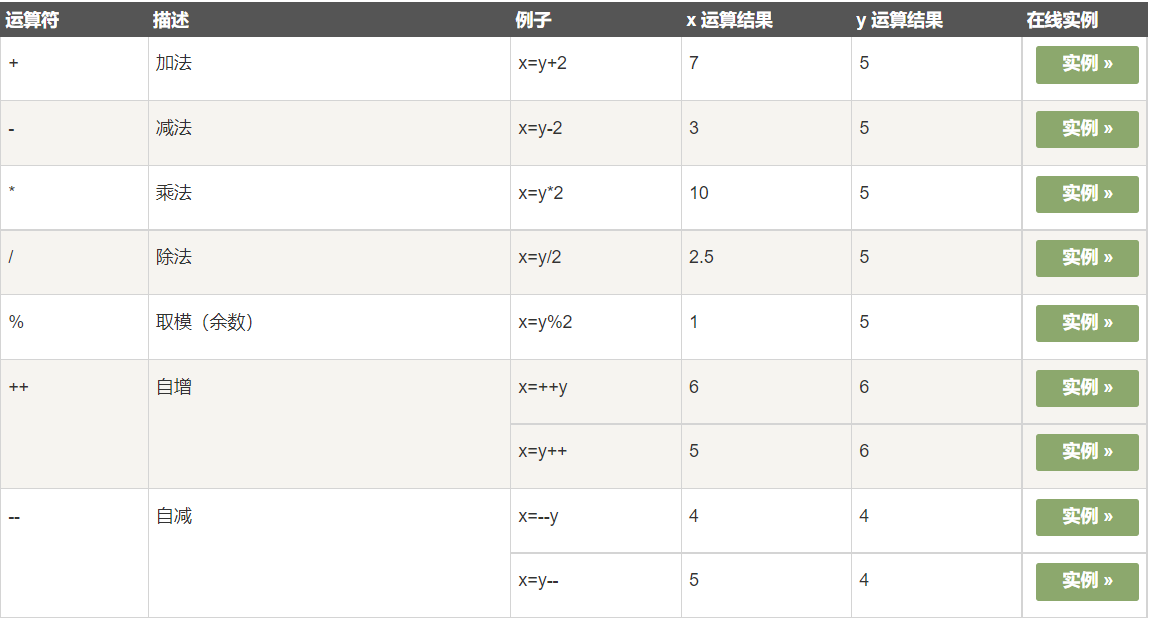 运算符 描述 例子 x 运算结果 y 运算结果 在线实例
+ 加法 x=y+2 7 5 实例 »
- 减法 x=y-2 3 5 实例 »
* 乘法 x=y*2 10 5 实例 »
/ 除法 x=y/2 2.5 5 实例 »
% 取模（余数） x=y%2 1 5 实例 »
++ 自增 x=++y 6 6 实例 »
x=y++ 5 6 实例 »
-- 自减 x=--y 4 4 实例 »
x=y-- 5 4 实例 »